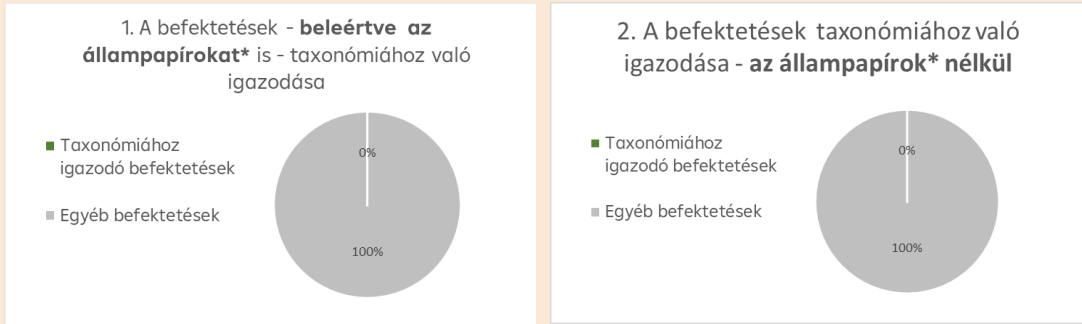 1. A befektetések - beleértve az
állampapírokat* is - taxonómiához való
igazodása
Taxonómiához
igazodó befektetések
Egyéb befektetések
0%
100%
2. A befektetések taxonómiához való
igazodása - az állampapírok* nélkül
Taxonómiához
igazodó befektetések
Egyéb befektetések
0%
100%